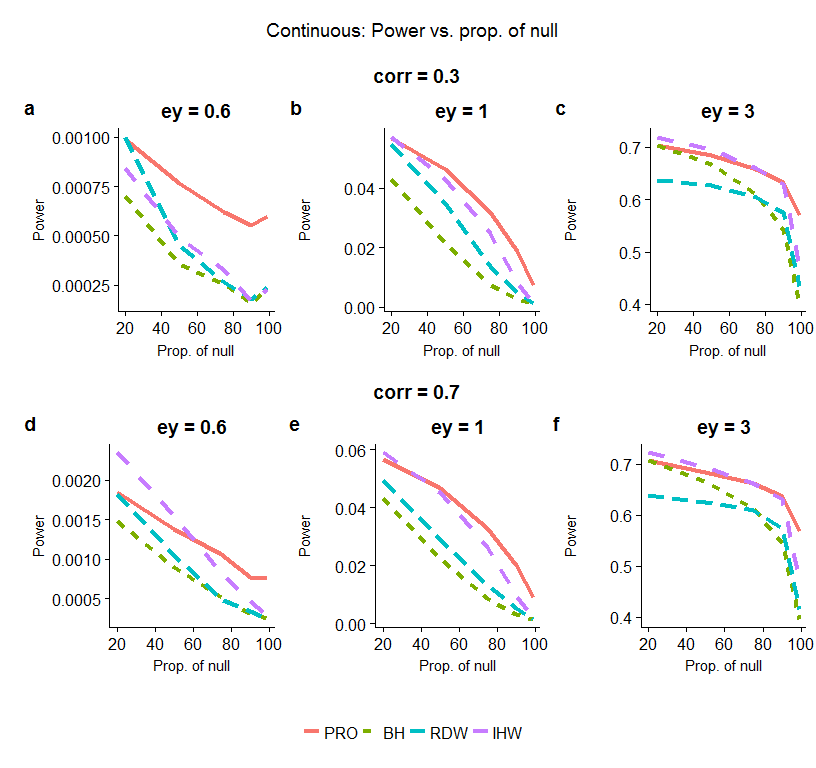 Continuous: Power vs. prop. of null
corr = 0.3
a ey = 0.6
0.00100
0.00075
0.00050
0.00025
Power
20 40 60 80 100
Prop. of null
b ey = 1
0.04
0.02
0.00
Power
20 40 60 80 100
Prop. of null
c ey = 3
0.7
0.6
0.5
0.4
Power
20 40 60 80 100
Prop. of null
corr = 0.7
d ey = 0.6
0.0020
0.0015
0.0010
0.0005
Power
20 40 60 80 100
Prop. of null
e ey = 1
0.06
0.04
0.02
0.00
Power
20 40 60 80 100
Prop. of null
f ey = 3
0.7
0.6
0.5
0.4
Power
20 40 60 80 100
Prop. of null
PRO BH RDW IHW